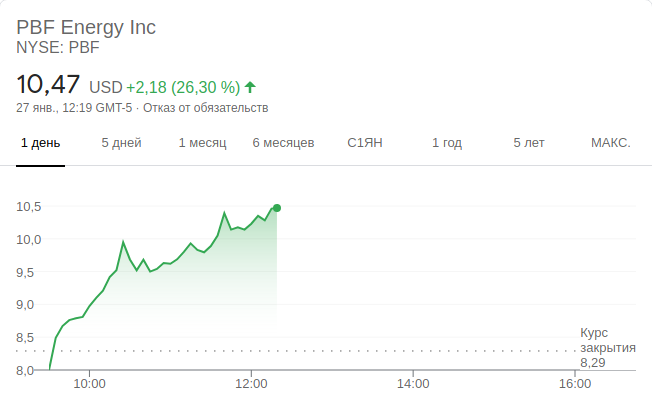 PBF Energy Inc
NYSE: PBF
10,47 USD +2,18 (26,30 %)
27 янв., 12:19 GMT-5 · Отказ от обязательств
1 день 5 дней 1 месяц 6 месяцев С1ЯН 1 год 5 лет МАКС.
10,5
10,0
9,5
9,0
8,5
Курс
закрытия
8,29
8,0
10:00 12:00 14:00 16:00